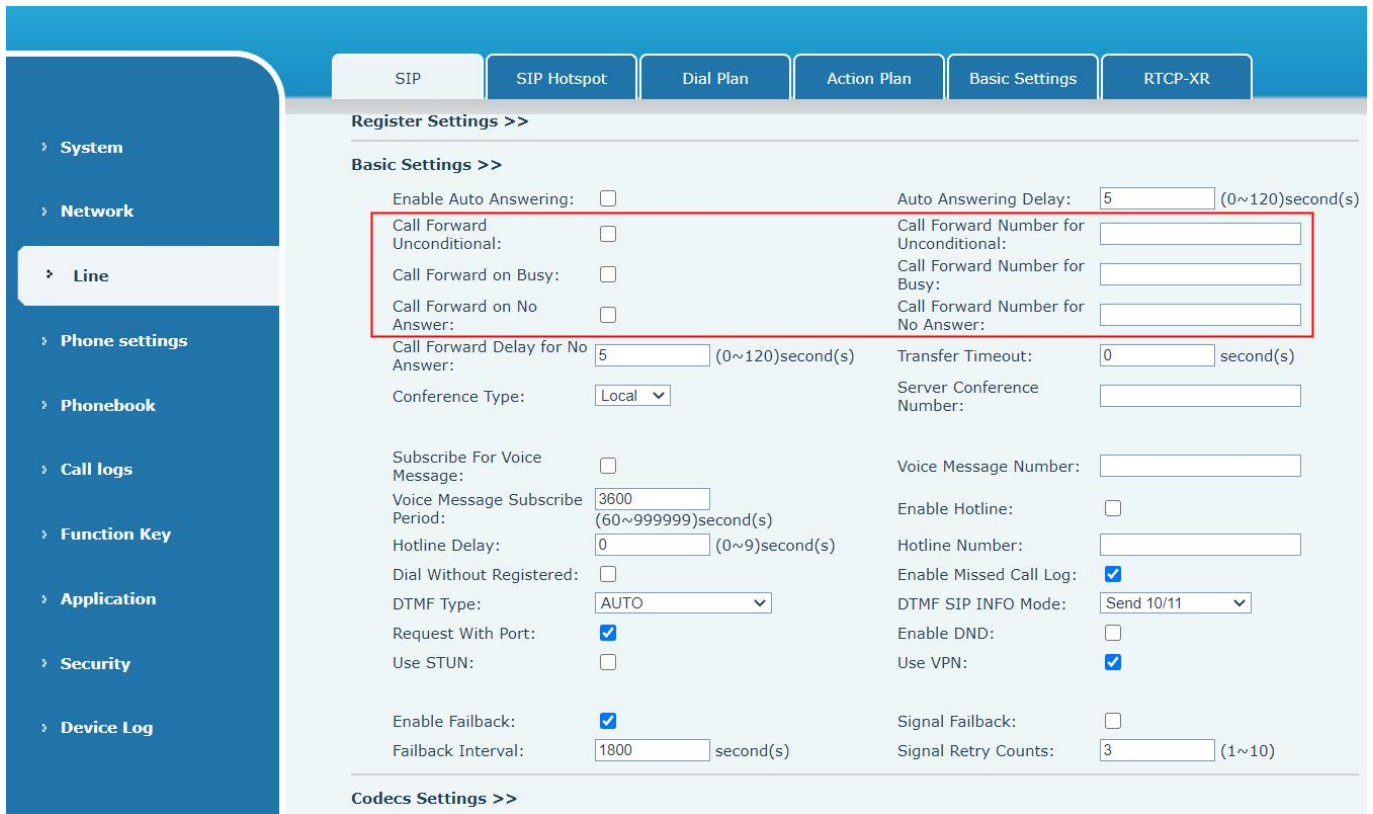 SIP
SIP Hotspot
Dial Plan
Action Plan
Basic Settings
RTCP-XR
System
Network
Line
Phone settings
Phonebook
Call logs
Function Key
Application
Security
Device Log
Register Settings >>
Basic Settings >>
Enable Auto Answering:
Auto Answering Delay: 5 (0~120)second(s)
Call Forward
Unconditional:
Call Forward Number for
Unconditional:
Call Forward on Busy:
Call Forward Number for
Busy:
Call Forward on No
Answer:
Call Forward Number for
No Answer:
Call Forward Delay for No
Answer:
5 (0~120)second(s)
Transfer Timeout: 0 second(s)
Conference Type: Local
Server Conference
Number:
Subscribe For Voice
Message:
Voice Message Number:
Voice Message Subscribe
Period:
3600
(60~999999)second(s)
Enable Hotline:
Hotline Delay: 0 (0~9)second(s)
Hotline Number:
Dial Without Registered:
Enable Missed Call Log:
DTMF Type: AUTO
DTMF SIP INFO Mode: Send 10/11
Request With Port:
Enable DND:
Use STUN:
Use VPN:
Enable Failback:
Signal Failback:
Failback Interval: 1800 second(s)
Signal Retry Counts: 3 (1~10)
Codecs Settings >>